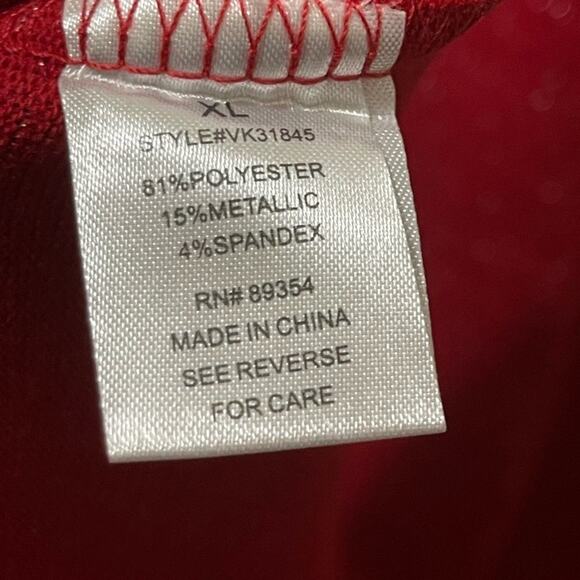 XL
STYLE#VK31845
81%POLYESTER
15%METALLIC
4%SPANDEX
RN# 89354
MADE IN CHINA
SEE REVERSE
FOR CARE